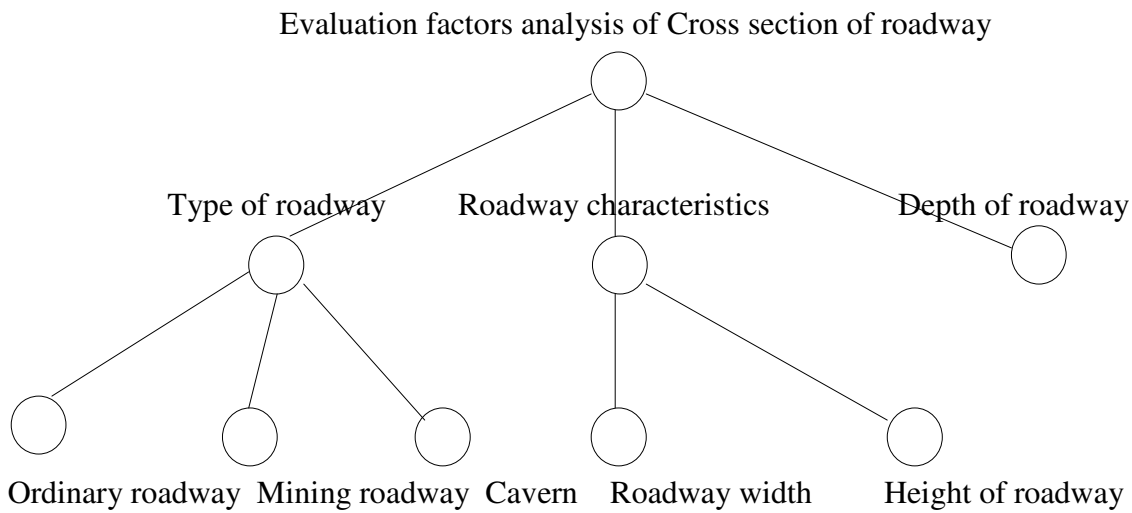 Evaluation factors analysis of Cross section of roadway
Type of roadway
Roadway characteristics
Depth of roadway
Ordinary roadway
Mining roadway
Cavern
Roadway width
Height of roadway